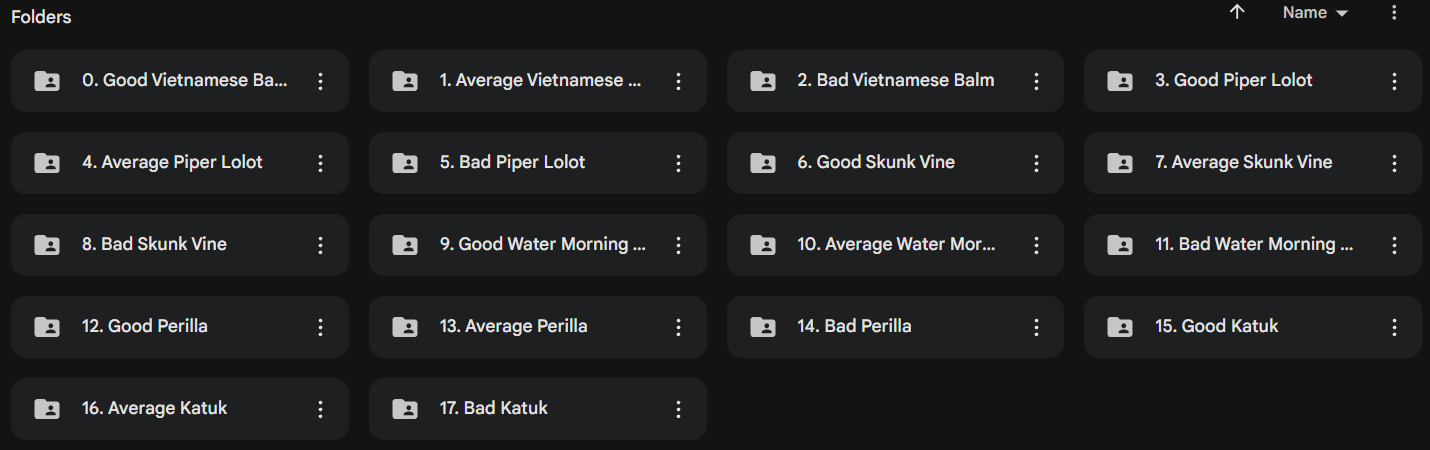 Folders
Name
0. Good Vietnamese Ba...
1. Average Vietnamese ...
2. Bad Vietnamese Balm
3. Good Piper Lolot
4. Average Piper Lolot
5. Bad Piper Lolot
6. Good Skunk Vine
7. Average Skunk Vine
8. Bad Skunk Vine
9. Good Water Morning ...
10. Average Water Mor...
11. Bad Water Morning ...
12. Good Perilla
13. Average Perilla
14. Bad Perilla
15. Good Katuk
16. Average Katuk
17. Bad Katuk